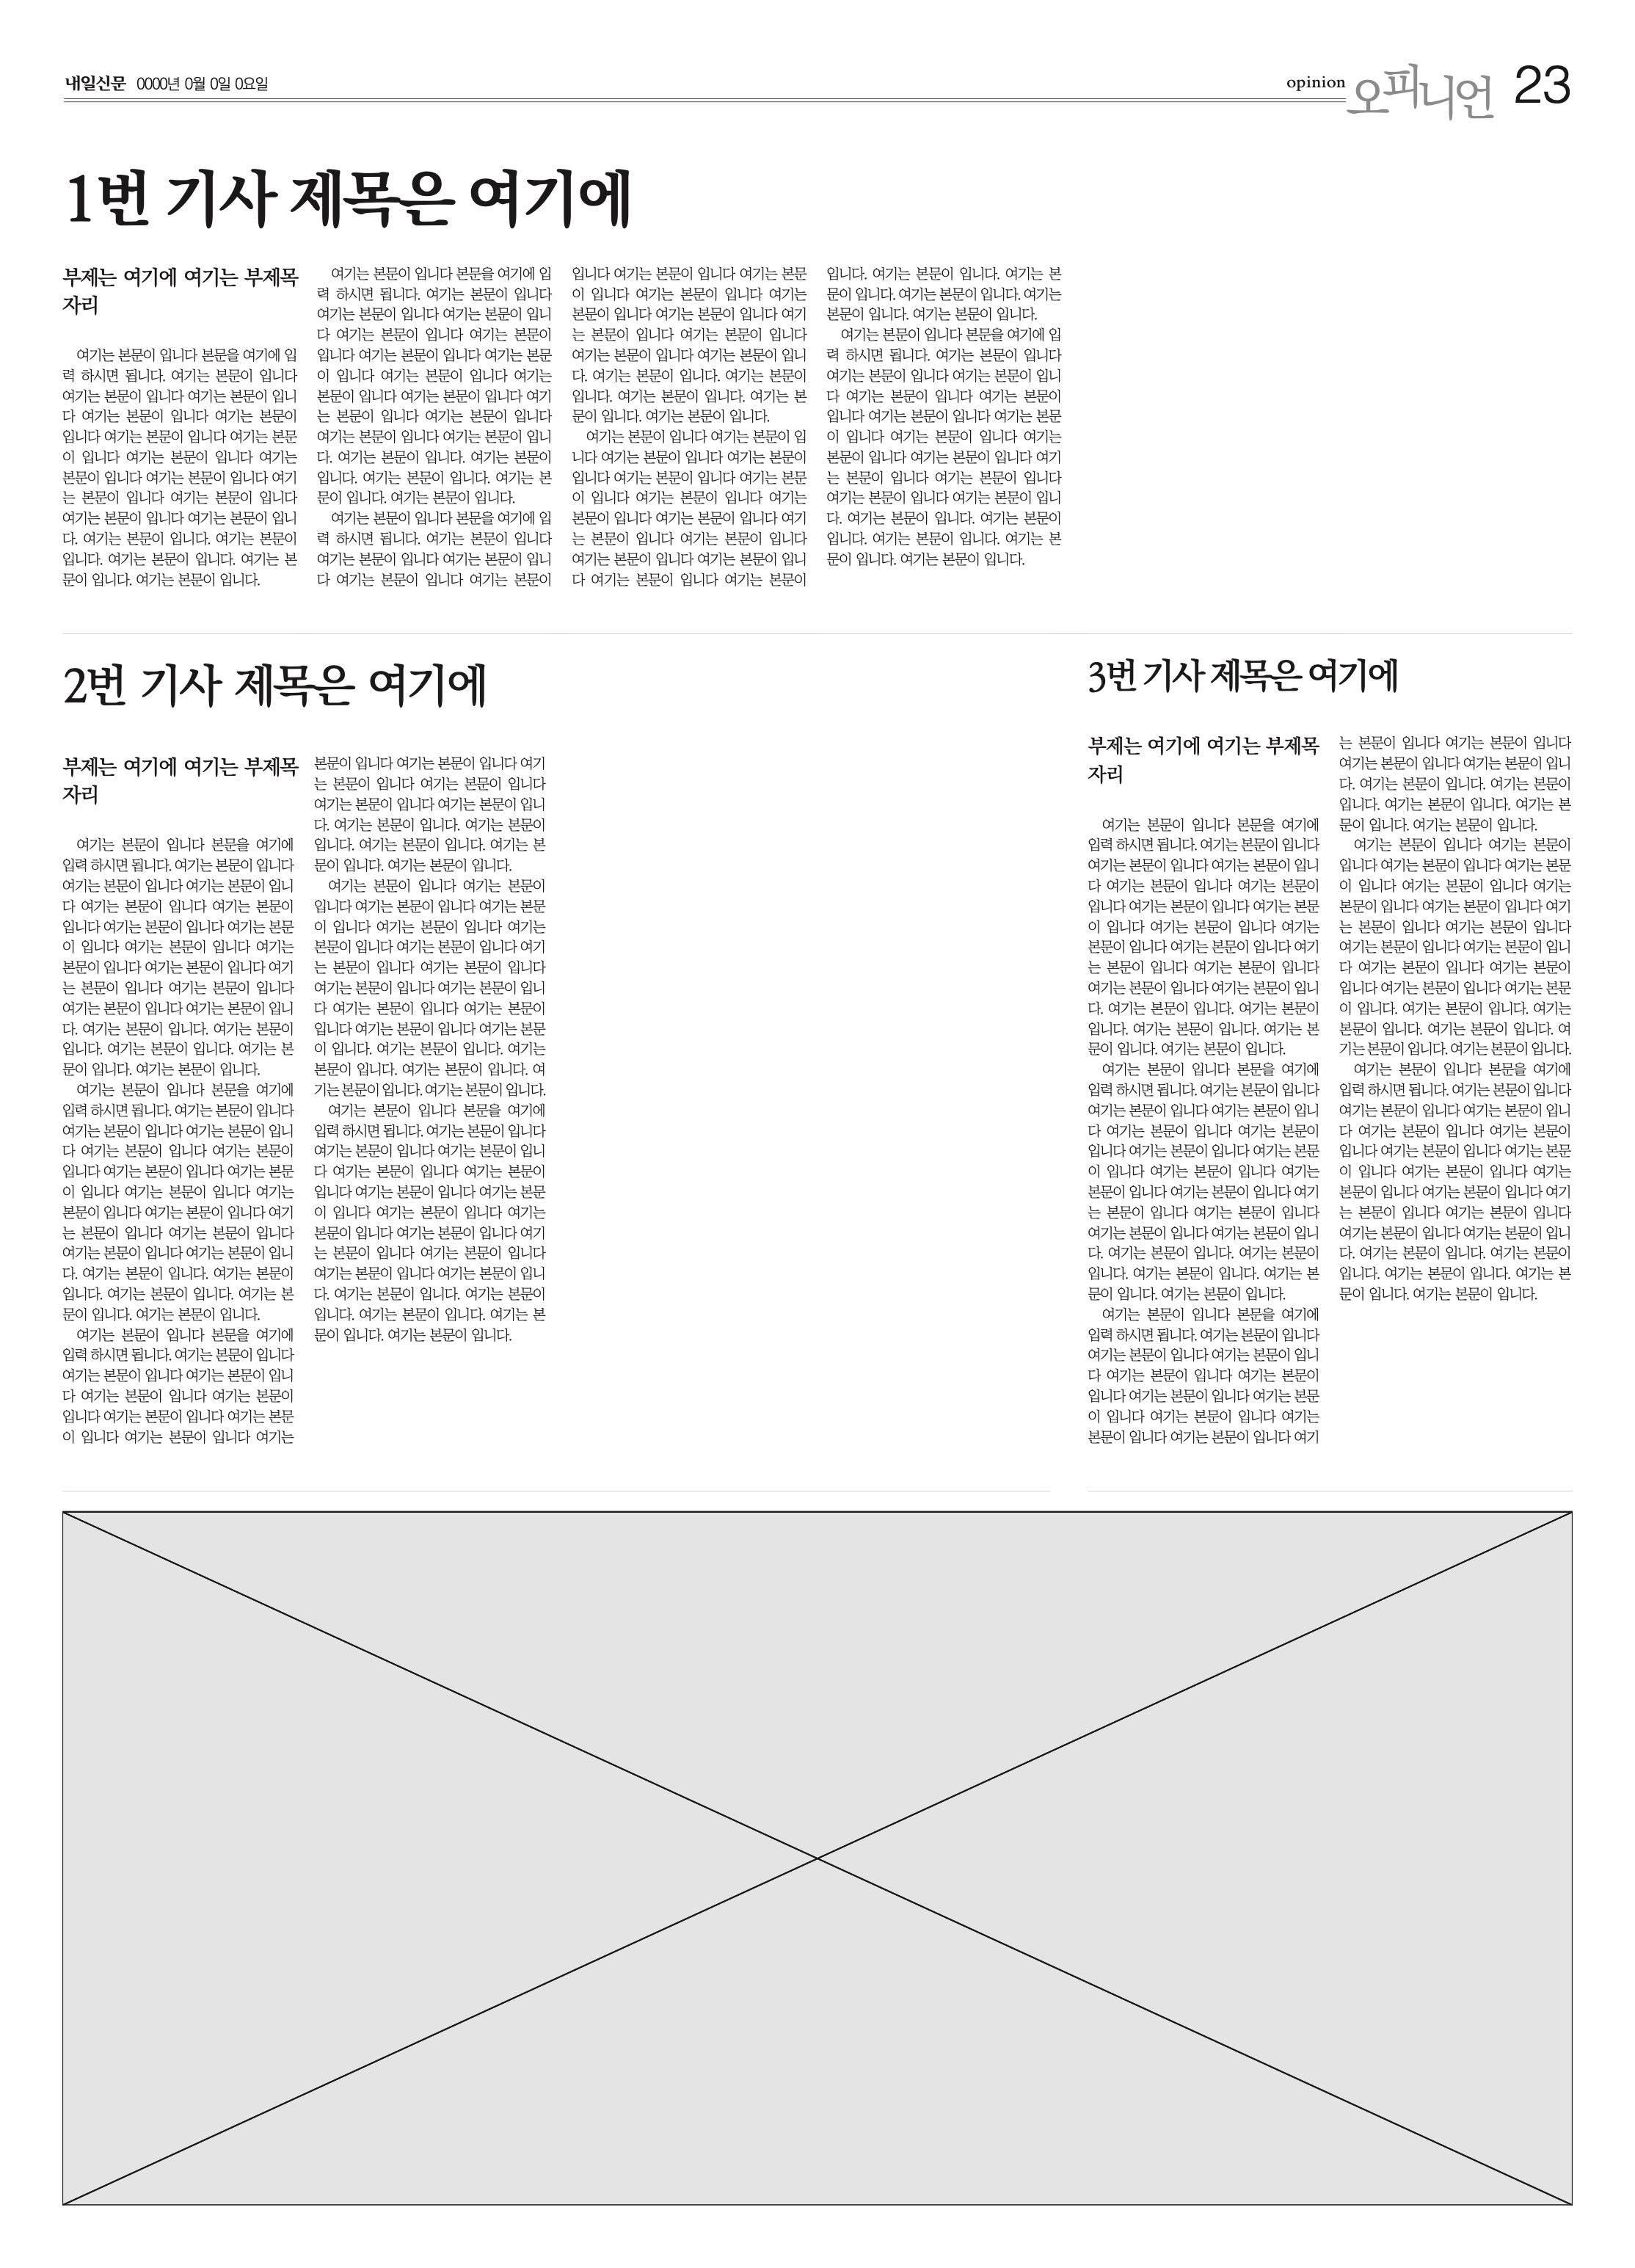 내일신문 0000년 0월 0일 0요일
opinion 오피니언 23
1번 기사 제목은 여기에
부제는 여기에 여기는 부제목
자리
여기는 본문이 입니다 본문을 여기에 입
력 하시면 됩니다. 여기는 본문이 입니다
여기는 본문이 입니다 여기는 본문이 입니
다 여기는 본문이 입니다 여기는 본문이
입니다 여기는 본문이 입니다 여기는 본문
이 입니다 여기는 본문이 입니다 여기는
본문이 입니다 여기는 본문이 입니다 여기
는 본문이 입니다 여기는 본문이 입니다
여기는 본문이 입니다 여기는 본문이 입니
다. 여기는 본문이 입니다. 여기는 본문이
입니다. 여기는 본문이 입니다. 여기는 본
문이 입니다. 여기는 본문이 입니다.
여기는 본문이 입니다 본문을 여기에 입
력 하시면 됩니다. 여기는 본문이 입니다
여기는 본문이 입니다 여기는 본문이 입니
다 여기는 본문이 입니다 여기는 본문이
입니다 여기는 본문이 입니다 여기는 본문
이 입니다 여기는 본문이 입니다 여기는
본문이 입니다 여기는 본문이 입니다 여기
는 본문이 입니다 여기는 본문이 입니다
여기는 본문이 입니다 여기는 본문이 입니
다. 여기는 본문이 입니다. 여기는 본문이
입니다. 여기는 본문이 입니다. 여기는 본
문이 입니다. 여기는 본문이 입니다.
여기는 본문이 입니다 본문을 여기에 입
력 하시면 됩니다. 여기는 본문이 입니다
여기는 본문이 입니다 여기는 본문이 입니
다 여기는 본문이 입니다 여기는 본문이
입니다 여기는 본문이 입니다 여기는 본문
이 입니다 여기는 본문이 입니다 여기는
본문이 입니다 여기는 본문이 입니다 여기
는 본문이 입니다 여기는 본문이 입니다
여기는 본문이 입니다 여기는 본문이 입니
다. 여기는 본문이 입니다. 여기는 본문이
입니다. 여기는 본문이 입니다. 여기는 본
문이 입니다. 여기는 본문이 입니다.
여기는 본문이 입니다 여기는 본문이 입
니다 여기는 본문이 입니다 여기는 본문이
입니다 여기는 본문이 입니다 여기는 본문
이 입니다 여기는 본문이 입니다 여기는
본문이 입니다 여기는 본문이 입니다 여기
는 본문이 입니다 여기는 본문이 입니다
여기는 본문이 입니다 여기는 본문이 입니
다 여기는 본문이 입니다 여기는 본문이
입니다. 여기는 본문이 입니다. 여기는 본
문이 입니다. 여기는 본문이 입니다. 여기는
본문이 입니다. 여기는 본문이 입니다.
여기는 본문이 입니다 본문을 여기에 입
력 하시면 됩니다. 여기는 본문이 입니다
여기는 본문이 입니다 여기는 본문이 입니
다 여기는 본문이 입니다 여기는 본문이
입니다 여기는 본문이 입니다 여기는 본문
이 입니다 여기는 본문이 입니다 여기는
본문이 입니다 여기는 본문이 입니다 여기
는 본문이 입니다 여기는 본문이 입니다
여기는 본문이 입니다 여기는 본문이 입니
다. 여기는 본문이 입니다. 여기는 본문이
입니다. 여기는 본문이 입니다. 여기는 본
문이 입니다. 여기는 본문이 입니다.
2번 기사 제목은 여기에
부제는 여기에 여기는 부제목
자리
여기는 본문이 입니다 본문을 여기에
입력 하시면 됩니다. 여기는 본문이 입니다
여기는 본문이 입니다 여기는 본문이 입니
다 여기는 본문이 입니다 여기는 본문이
입니다 여기는 본문이 입니다 여기는 본문
이 입니다 여기는 본문이 입니다 여기는
본문이 입니다 여기는 본문이 입니다 여기
는 본문이 입니다 여기는 본문이 입니다
여기는 본문이 입니다 여기는 본문이 입니
다. 여기는 본문이 입니다. 여기는 본문이
입니다. 여기는 본문이 입니다. 여기는 본
문이 입니다. 여기는 본문이 입니다.
여기는 본문이 입니다 본문을 여기에
입력 하시면 됩니다. 여기는 본문이 입니다
여기는 본문이 입니다 여기는 본문이 입니
다 여기는 본문이 입니다 여기는 본문이
입니다 여기는 본문이 입니다 여기는 본문
이 입니다 여기는 본문이 입니다 여기는
본문이 입니다 여기는 본문이 입니다 여기
는 본문이 입니다 여기는 본문이 입니다
여기는 본문이 입니다 여기는 본문이 입니
다. 여기는 본문이 입니다. 여기는 본문이
입니다. 여기는 본문이 입니다. 여기는 본
문이 입니다. 여기는 본문이 입니다.
여기는 본문이 입니다 본문을 여기에
입력 하시면 됩니다. 여기는 본문이 입니다
여기는 본문이 입니다 여기는 본문이 입니
다 여기는 본문이 입니다 여기는 본문이
입니다 여기는 본문이 입니다 여기는 본문
이 입니다 여기는 본문이 입니다 여기는
본문이 입니다 여기는 본문이 입니다 여기
는 본문이 입니다 여기는 본문이 입니다
여기는 본문이 입니다 여기는 본문이 입니
다. 여기는 본문이 입니다. 여기는 본문이
입니다. 여기는 본문이 입니다. 여기는 본
문이 입니다. 여기는 본문이 입니다.
여기는 본문이 입니다 여기는 본문이
입니다 여기는 본문이 입니다 여기는 본문
이 입니다 여기는 본문이 입니다 여기는
본문이 입니다 여기는 본문이 입니다 여기
는 본문이 입니다 여기는 본문이 입니다
여기는 본문이 입니다 여기는 본문이 입니
다 여기는 본문이 입니다 여기는 본문이
입니다 여기는 본문이 입니다 여기는 본문
이 입니다. 여기는 본문이 입니다. 여기는
본문이 입니다. 여기는 본문이 입니다. 여
기는 본문이 입니다. 여기는 본문이 입니다.
여기는 본문이 입니다 본문을 여기에
입력 하시면 됩니다. 여기는 본문이 입니다
여기는 본문이 입니다 여기는 본문이 입니
다 여기는 본문이 입니다 여기는 본문이
입니다 여기는 본문이 입니다 여기는 본문
이 입니다 여기는 본문이 입니다 여기는
본문이 입니다 여기는 본문이 입니다 여기
는 본문이 입니다 여기는 본문이 입니다
여기는 본문이 입니다 여기는 본문이 입니
다. 여기는 본문이 입니다. 여기는 본문이
입니다. 여기는 본문이 입니다. 여기는 본
문이 입니다. 여기는 본문이 입니다.
3번 기사 제목은 여기에
부제는 여기에 여기는 부제목
자리
여기는 본문이 입니다 본문을 여기에
입력 하시면 됩니다. 여기는 본문이 입니다
여기는 본문이 입니다 여기는 본문이 입니
다 여기는 본문이 입니다 여기는 본문이
입니다 여기는 본문이 입니다 여기는 본문
이 입니다 여기는 본문이 입니다 여기는
본문이 입니다 여기는 본문이 입니다 여기
는 본문이 입니다 여기는 본문이 입니다
여기는 본문이 입니다 여기는 본문이 입니
다. 여기는 본문이 입니다. 여기는 본문이
입니다. 여기는 본문이 입니다. 여기는 본
문이 입니다. 여기는 본문이 입니다.
여기는 본문이 입니다 본문을 여기에
입력 하시면 됩니다. 여기는 본문이 입니다
여기는 본문이 입니다 여기는 본문이 입니
다 여기는 본문이 입니다 여기는 본문이
입니다 여기는 본문이 입니다 여기는 본문
이 입니다 여기는 본문이 입니다 여기는
본문이 입니다 여기는 본문이 입니다 여기
는 본문이 입니다 여기는 본문이 입니다
여기는 본문이 입니다 여기는 본문이 입니
다. 여기는 본문이 입니다. 여기는 본문이
입니다. 여기는 본문이 입니다. 여기는 본
문이 입니다. 여기는 본문이 입니다.
여기는 본문이 입니다 본문을 여기에
입력 하시면 됩니다. 여기는 본문이 입니다
여기는 본문이 입니다 여기는 본문이 입니
다 여기는 본문이 입니다 여기는 본문이
입니다 여기는 본문이 입니다 여기는 본문
이 입니다 여기는 본문이 입니다 여기는
본문이 입니다 여기는 본문이 입니다 여기
는 본문이 입니다 여기는 본문이 입니다
여기는 본문이 입니다 여기는 본문이 입니
다. 여기는 본문이 입니다. 여기는 본문이
입니다. 여기는 본문이 입니다. 여기는 본
문이 입니다. 여기는 본문이 입니다.
여기는 본문이 입니다 여기는 본문이
입니다 여기는 본문이 입니다 여기는 본문
이 입니다 여기는 본문이 입니다 여기는
본문이 입니다 여기는 본문이 입니다 여기
는 본문이 입니다 여기는 본문이 입니다
여기는 본문이 입니다 여기는 본문이 입니
다 여기는 본문이 입니다 여기는 본문이
입니다 여기는 본문이 입니다 여기는 본문
이 입니다. 여기는 본문이 입니다. 여기는
본문이 입니다. 여기는 본문이 입니다. 여
기는 본문이 입니다. 여기는 본문이 입니다.
여기는 본문이 입니다 본문을 여기에
입력 하시면 됩니다. 여기는 본문이 입니다
여기는 본문이 입니다 여기는 본문이 입니
다 여기는 본문이 입니다 여기는 본문이
입니다 여기는 본문이 입니다 여기는 본문
이 입니다 여기는 본문이 입니다 여기는
본문이 입니다 여기는 본문이 입니다 여기
는 본문이 입니다 여기는 본문이 입니다
여기는 본문이 입니다 여기는 본문이 입니
다. 여기는 본문이 입니다. 여기는 본문이
입니다. 여기는 본문이 입니다. 여기는 본
문이 입니다. 여기는 본문이 입니다.